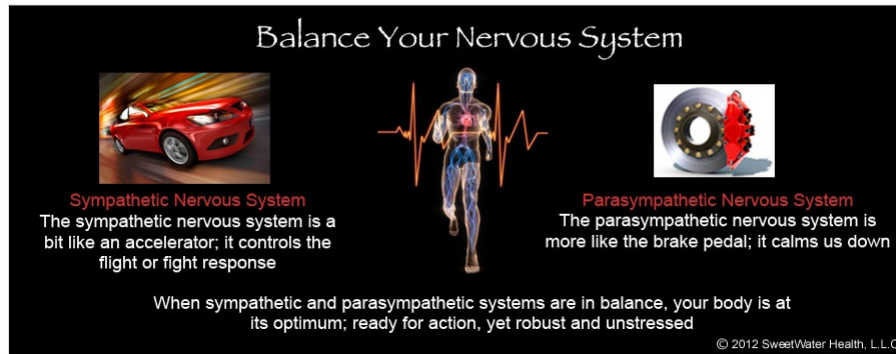 Balance Your Nervous System
Sympathetic Nervous System
The sympathetic nervous system is a
bit like an accelerator; it controls the
flight or fight response
Parasympathetic Nervous System
The parasympathetic nervous system is
more like the brake pedal; it calms us down
When sympathetic and parasympathetic systems are in balance, your body is at
its optimum; ready for action, yet robust and unstressed
© 2012 SweetWater Health, L.L.C